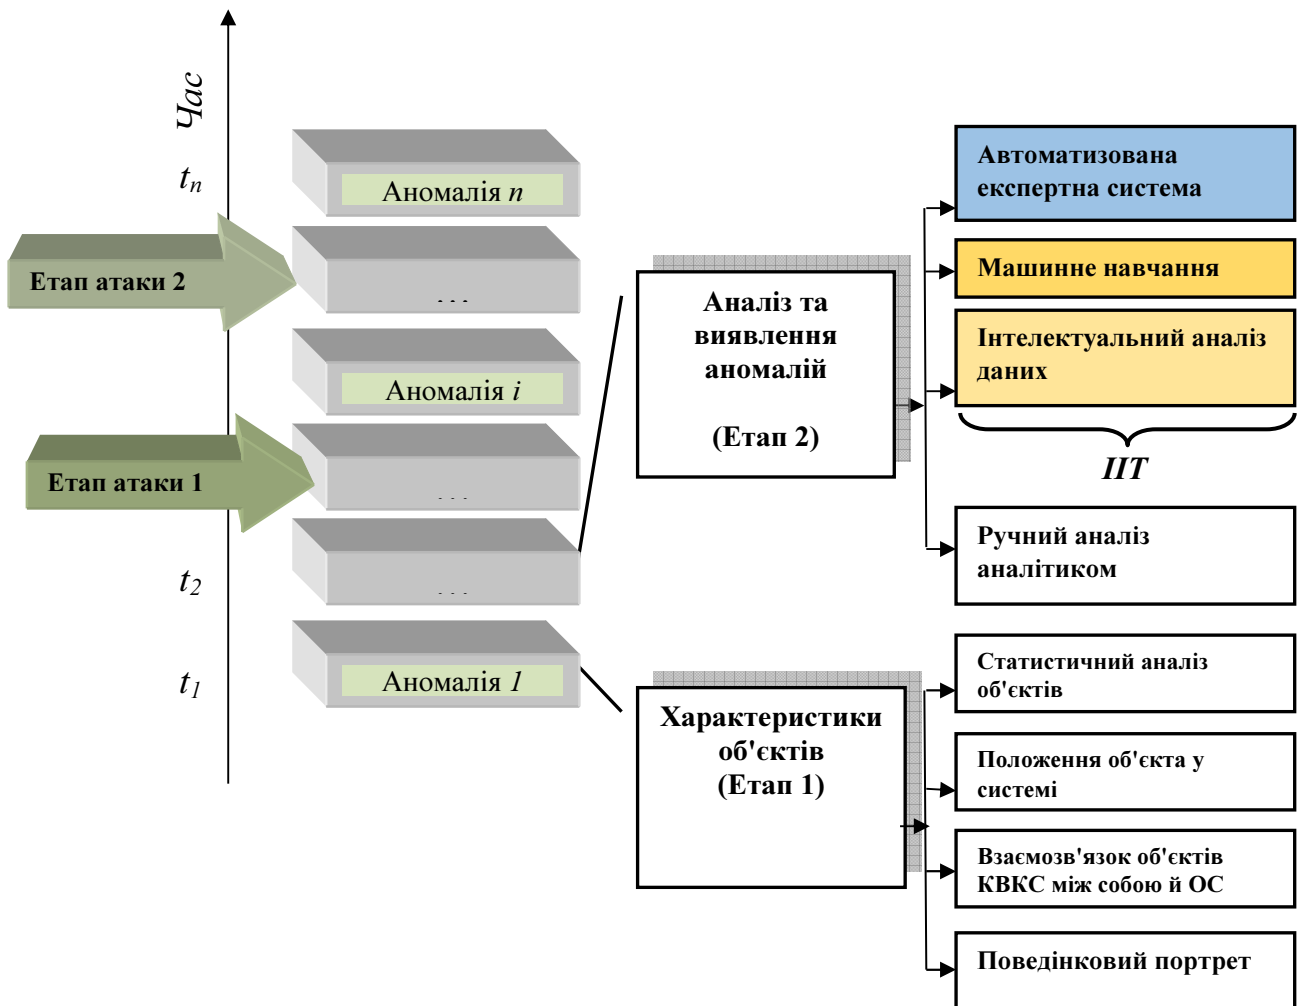 Час
tn
Аномалія n
Етап атаки 2
...
Аномалія i
Етап атаки 1
...
t2
...
t1
Аномалія 1
Аналіз та
виявлення
аномалій
(Етап 2)
Автоматизована
експертна система
Машинне навчання
Інтелектуальний аналіз
даних
ІІТ
Ручний аналіз
аналітиком
Характеристики
об'єктів
(Етап 1)
Статистичний аналіз
об'єктів
Положення об'єкта у
системі
Взаємозв'язок об'єктів
КВКС між собою й ОС
Поведінковий портрет